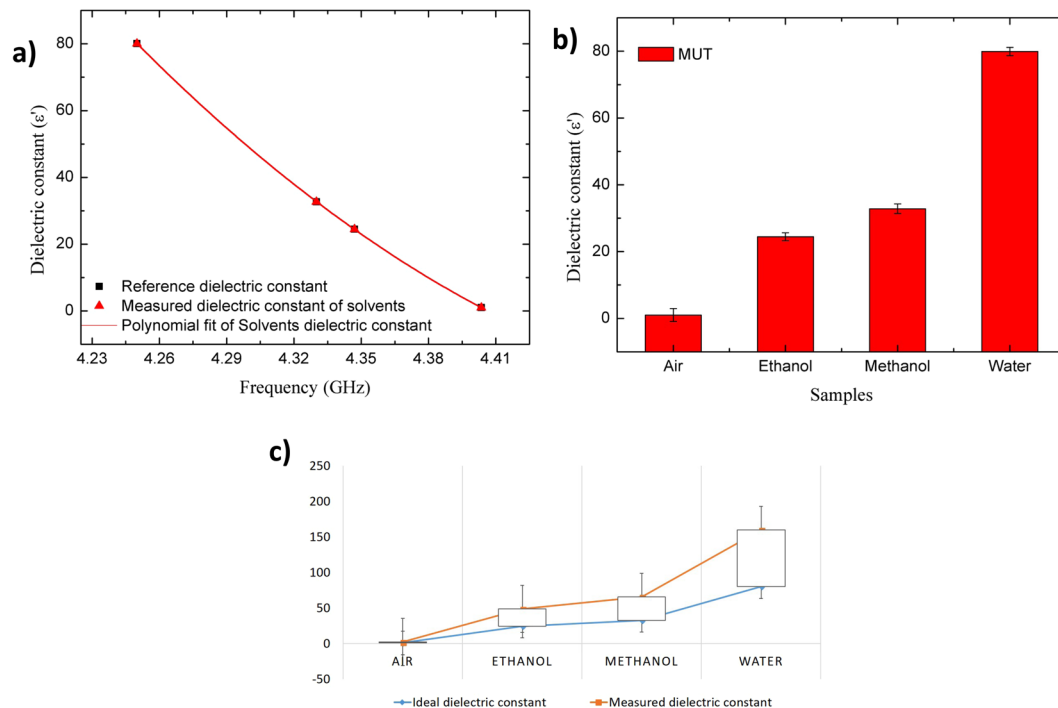 a)
80
60
40
20
0
Dielectric constant (ε')
Reference dielectric constant
Measured dielectric constant of solvents
Polynomial fit of Solvents dielectric constant
4.23 4.26 4.29 4.32 4.35 4.38 4.41
Frequency (GHz)
b)
MUT
80
60
40
20
0
Dielectric constant (ε')
Air Ethanol Methanol Water
Samples
c)
250
200
150
100
50
0
-50
AIR ETHANOL METHANOL WATER
Ideal dielectric constant Measured dielectric constant